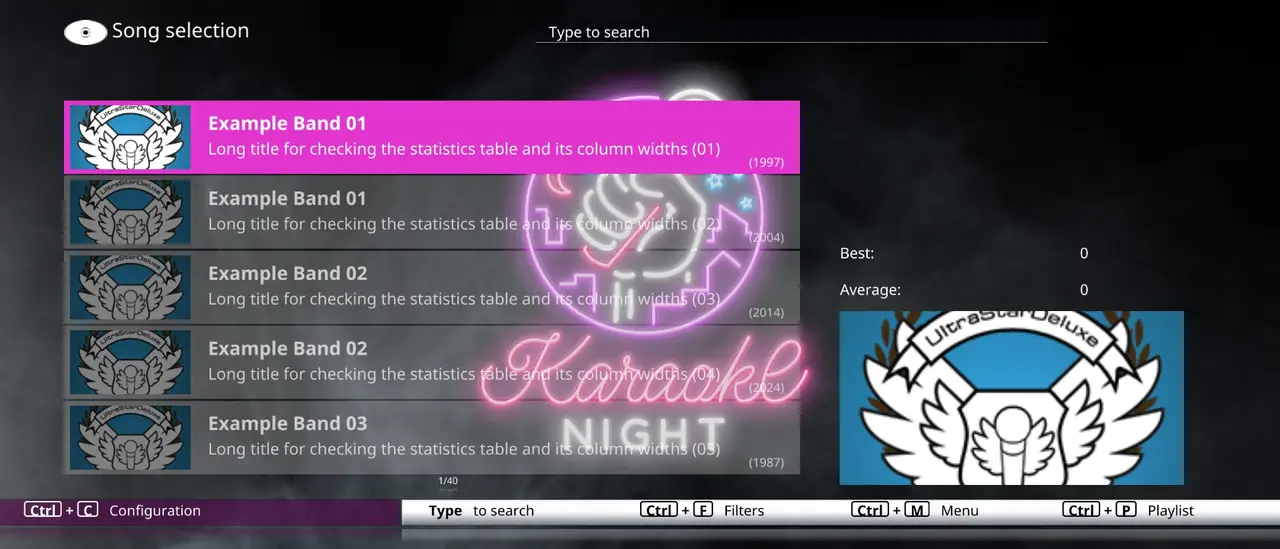 Song selection
Type to search
UltraStarDeluxe
Example Band 01
Long title for checking the statistics table and its column widths (01)
(1997)
UltraStarDeluxe
Example Band 01
Long title for checking the statistics table and its column widths (02)
(2004)
UltraStarDeluxe
Example Band 02
Long title for checking the statistics table and its column widths (03)
(2014)
UltraStarDeluxe
Example Band 02
Long title for checking the statistics table and its column widths (04)
(2024)
UltraStarDeluxe
Example Band 03
Long title for checking the statistics table and its column widths (05)
(1987)
Karaoke
NIGHT
Best: 0
Average: 0
UltraStarDeluxe
1/40
Ctrl + C Configuration
Type to search
Ctrl + F Filters
Ctrl + M Menu
Ctrl + P Playlist